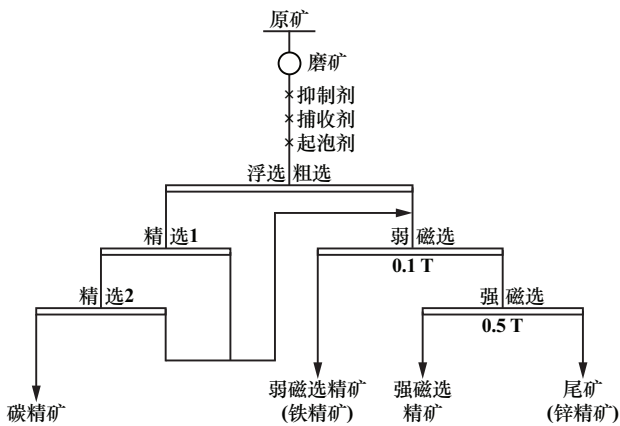 原矿
磨矿
抑制剂
捕收剂
起泡剂
浮选 粗选
精 选1
弱 磁选
0.1 T
精 选2
强 磁选
0.5 T
碳精矿
弱磁选精矿
(铁精矿)
强磁选
精矿
尾矿
(锌精矿)